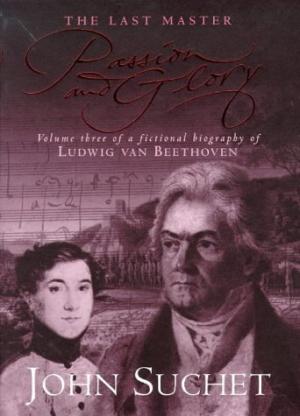 THE LAST MASTER
Passion
and Glory
Volume three of a fictional biography of
LUDWIG VAN BEETHOVEN
JOHN SUCHET